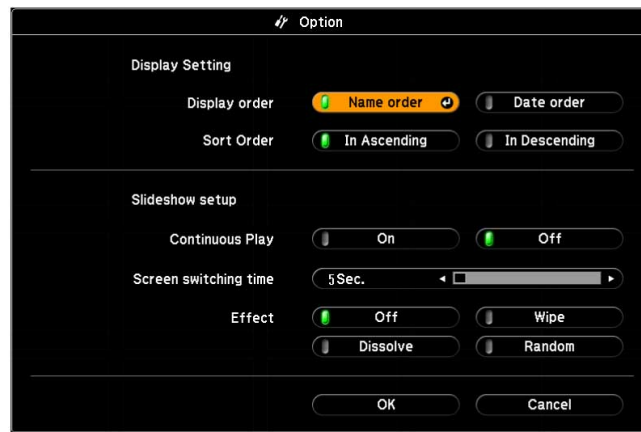 Option
Display Setting
Display order Name order Date order
Sort Order In Ascending In Descending
Slideshow setup
Continuous Play On Off
Screen switching time 5Sec.
Effect Off Wipe
Dissolve Random
OK Cancel